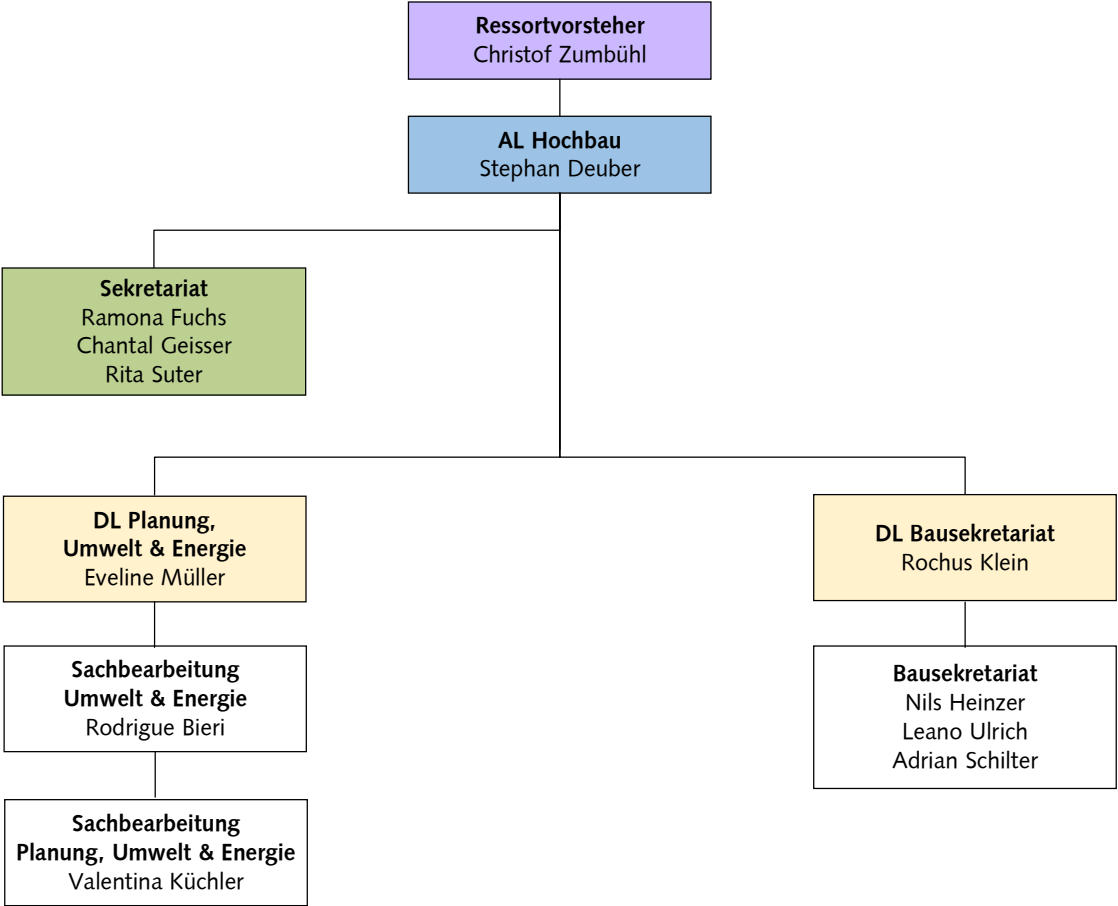 Ressortvorsteher
Christof Zumbühl
AL Hochbau
Stephan Deuber
Sekretariat
Ramona Fuchs
Chantal Geisser
Rita Suter
DL Planung,
Umwelt & Energie
Eveline Müller
DL Bausekretariat
Rochus Klein
Sachbearbeitung
Umwelt & Energie
Rodrigue Bieri
Bausekretariat
Nils Heinzer
Leano Ulrich
Adrian Schilter
Sachbearbeitung
Planung, Umwelt & Energie
Valentina Küchler